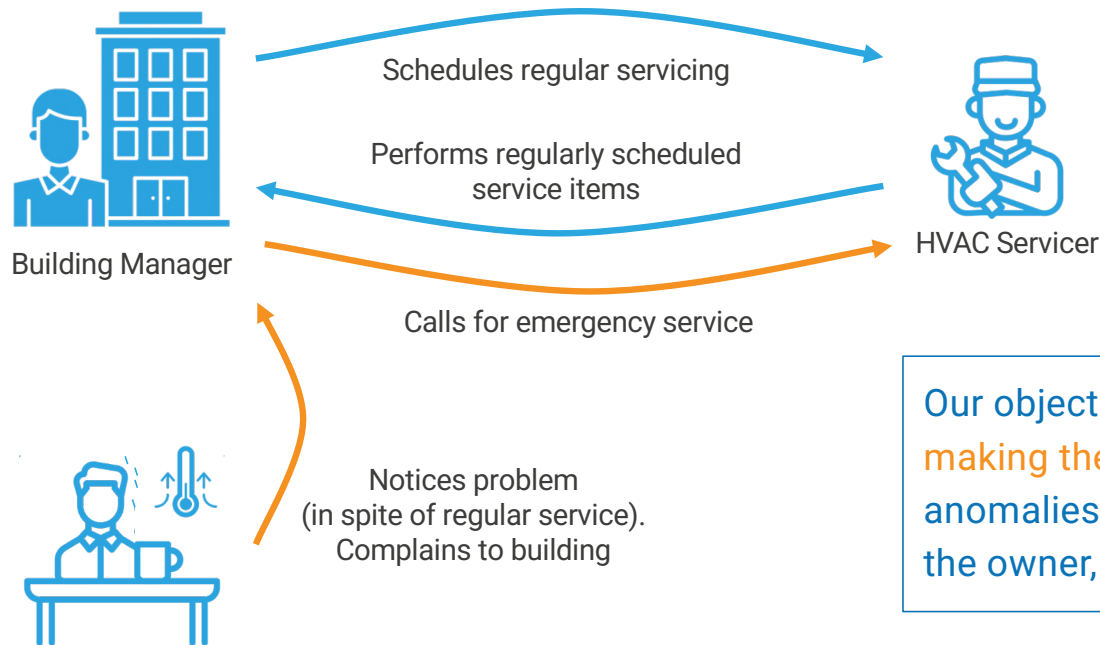 Schedules regular servicing
Performs regularly scheduled
service items
Building Manager
HVAC Servicer
Calls for emergency service
Notices problem
(in spite of regular service).
Complains to building
Our object
making the
anomalies
the owner,